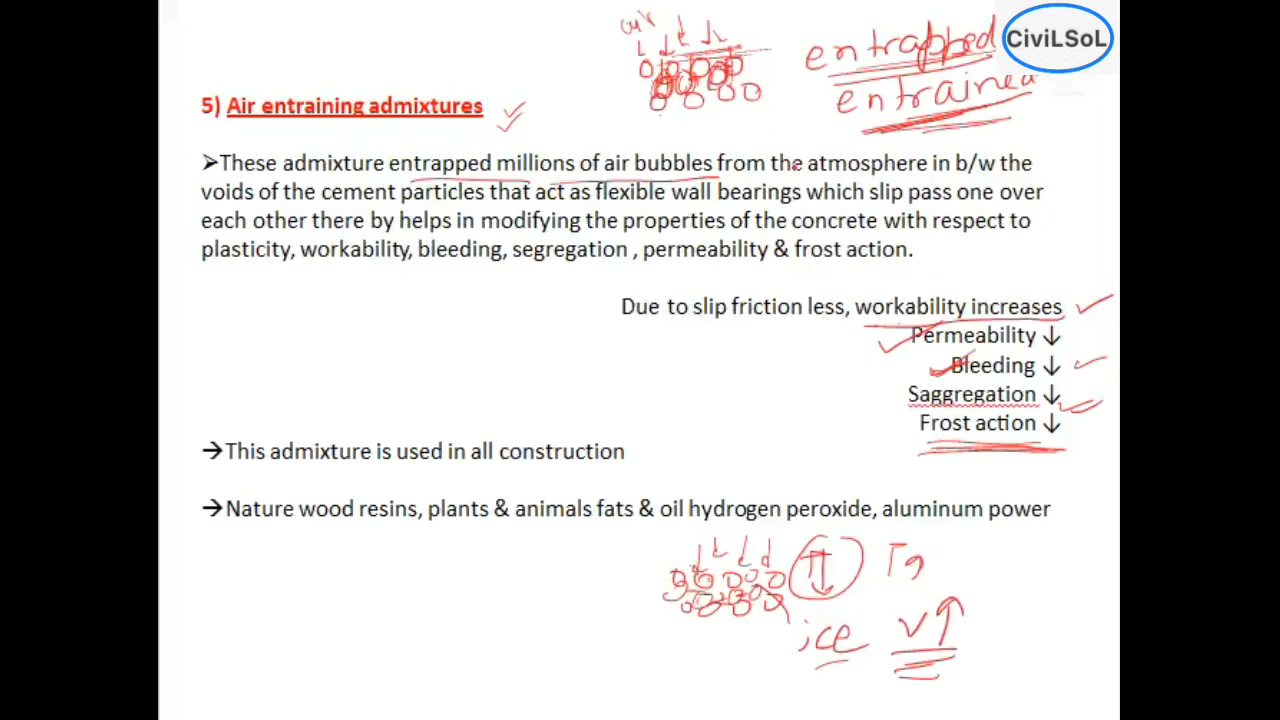 air
entrapped
CiviLSoL
entrained
5) Air entraining admixtures
➢These admixture entrapped millions of air bubbles from the atmosphere in b/w the
voids of the cement particles that act as flexible wall bearings which slip pass one over
each other there by helps in modifying the properties of the concrete with respect to
plasticity, workability, bleeding, segregation , permeability & frost action.
Due to slip friction less, workability increases
Permeability ↓
Bleeding ↓
Saggregation ↓
Frost action ↓
→This admixture is used in all construction
→Nature wood resins, plants & animals fats & oil hydrogen peroxide, aluminum power
ice V↑